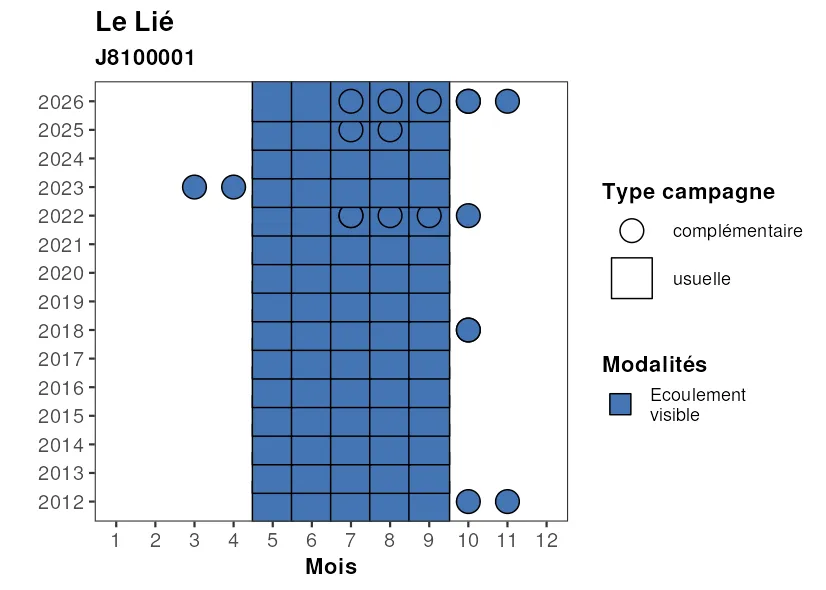 Le Lié
J8100001
2026
2025
2024
2023
2022
2021
2020
2019
2018
2017
2016
2015
2014
2013
2012
1 2 3 4 5 6 7 8 9 10 11 12
Mois
Type campagne
complémentaire
usuelle
Modalités
Ecoulement
visible